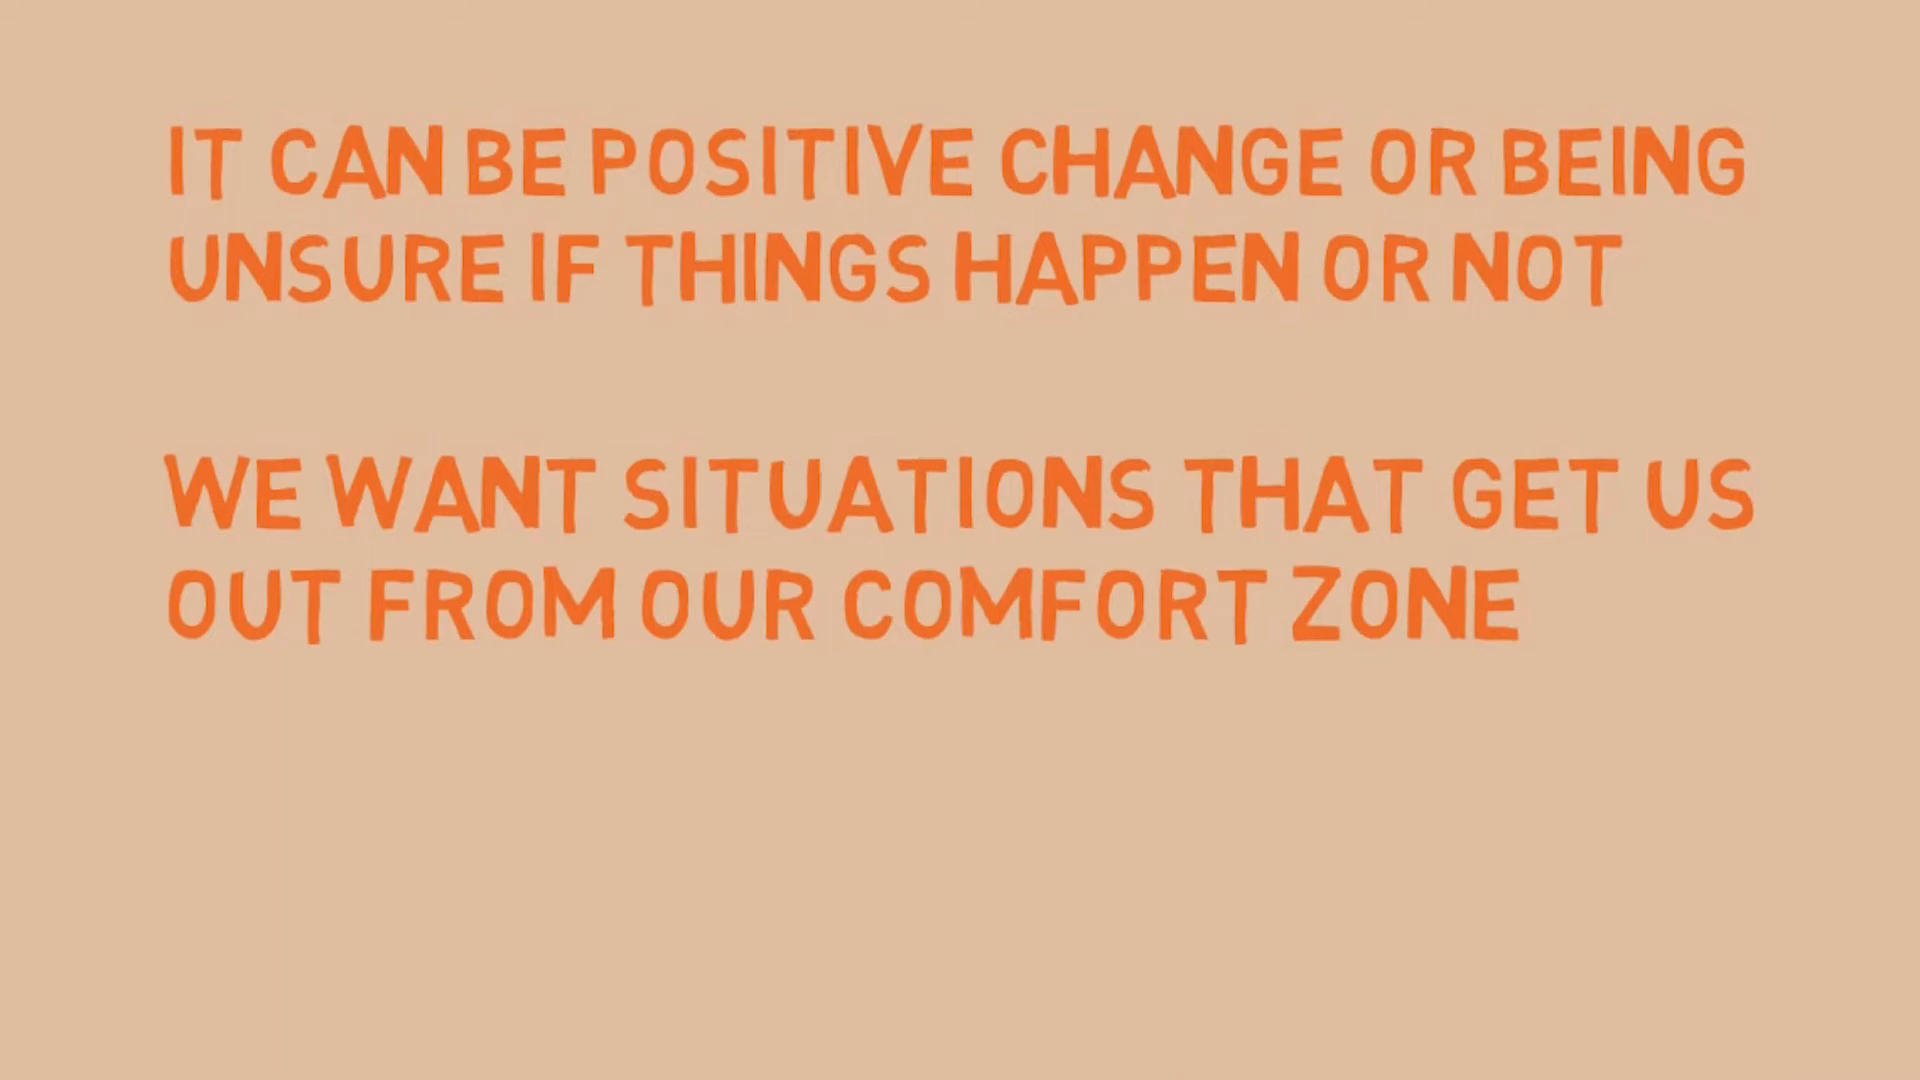 IT CAN BE POSITIVE CHANGE OR BEING
UNSURE IF THINGS HAPPEN OR NOT
WE WANT SITUATIONS THAT GET US
OUT FROM OUR COMFORT ZONE